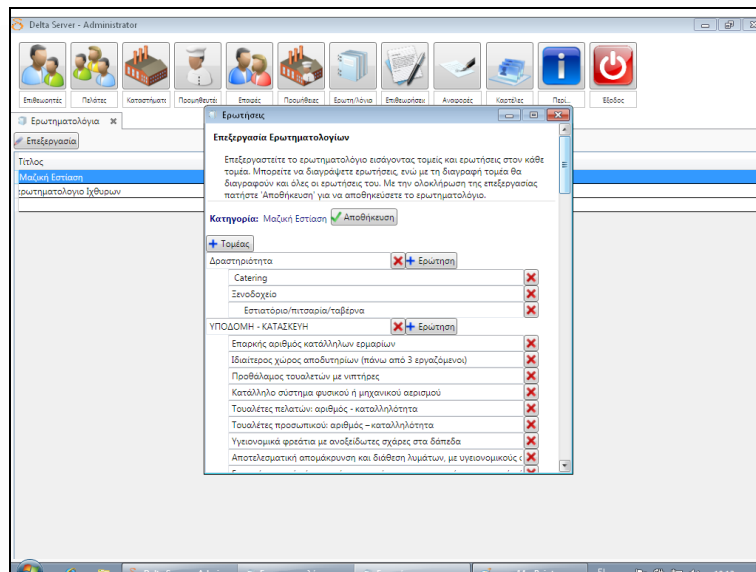 Delta Server - Administrator
Επιθεωρητές
Πελάτες
Καταστήματ
Προμηθευτέ
Επαφές
Προμήθειες
Ερωτη/λόγια
Επιθεωρήσεις
Αναφορές
Καρτέλες
Περί...
Έξοδος
Ερωτηματολόγια
Επεξεργασία
Τίτλος
Μαζική Εστίαση
ερωτηματολογιο Ιχθυρων
Ερωτήσεις
Επεξεργασία Ερωτηματολογίων
Επεξεργαστείτε το ερωτηματολόγιο εισάγοντας τομείς και ερωτήσεις στον κάθε
τομέα. Μπορείτε να διαγράψετε ερωτήσεις, ενώ με τη διαγραφή τομέα θα
διαγραφούν και όλες οι ερωτήσεις του. Με την ολοκλήρωση της επεξεργασίας
πατήστε 'Αποθήκευση' για να αποθηκεύσετε το ερωτηματολόγιο.
Κατηγορία: Μαζική Εστίαση Αποθήκευση
Τομέας
Δραστηριότητα Ερώτηση
Catering
Ξενοδοχείο
Εστιατόριο/πιτσαρία/ταβέρνα
ΥΠΟΔΟΜΗ - ΚΑΤΑΣΚΕΥΗ Ερώτηση
Επαρκής αριθμός κατάλληλων ερμαρίων
Ιδιαίτερος χώρος αποδυτηρίων (πάνω από 3 εργαζόμενοι)
Προθάλαμος τουαλετών με νιπτήρες
Κατάλληλο σύστημα φυσικού ή μηχανικού αερισμού
Τουαλέτες πελατών: αριθμός - καταλληλότητα
Τουαλέτες προσωπικού: αριθμός – καταλληλότητα
Υγειονομικά φρεάτια με ανοξείδωτες σχάρες στα δάπεδα
Αποτελεσματική απομάκρυνση και διάθεση λυμάτων, με υγειονομικούς